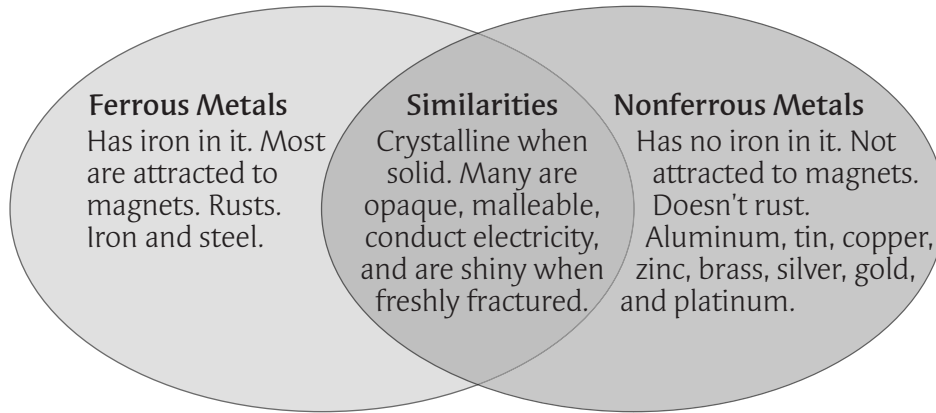 Ferrous Metals
Has iron in it. Most
are attracted to
magnets. Rusts.
Iron and steel.
Similarities
Crystalline when
solid. Many are
opaque, malleable,
conduct electricity,
and are shiny when
freshly fractured.
Nonferrous Metals
Has no iron in it. Not
attracted to magnets.
Doesn't rust.
Aluminum, tin, copper,
zinc, brass, silver, gold,
and platinum.